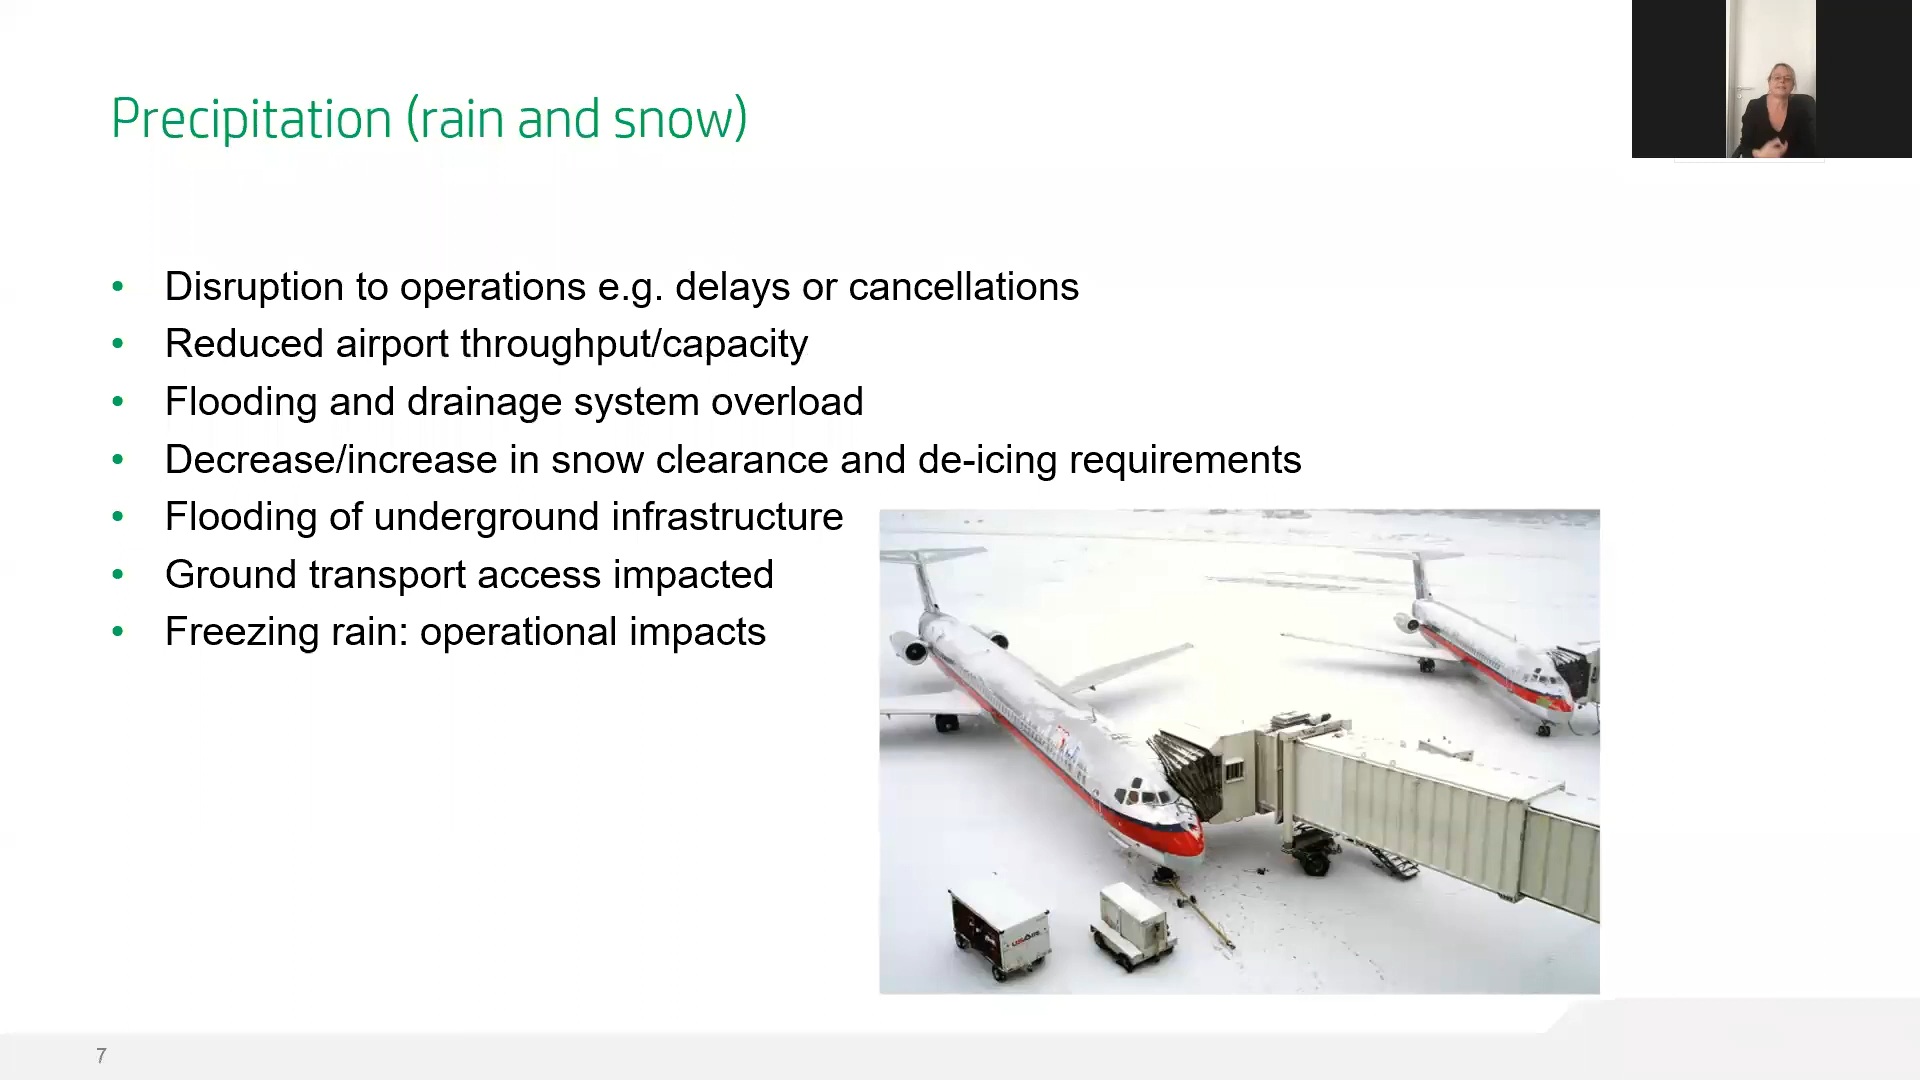 Precipitation (rain and snow)
• Disruption to operations e.g. delays or cancellations
• Reduced airport throughput/capacity
• Flooding and drainage system overload
• Decrease/increase in snow clearance and de-icing requirements
• Flooding of underground infrastructure
• Ground transport access impacted
• Freezing rain: operational impacts
USAIR
7